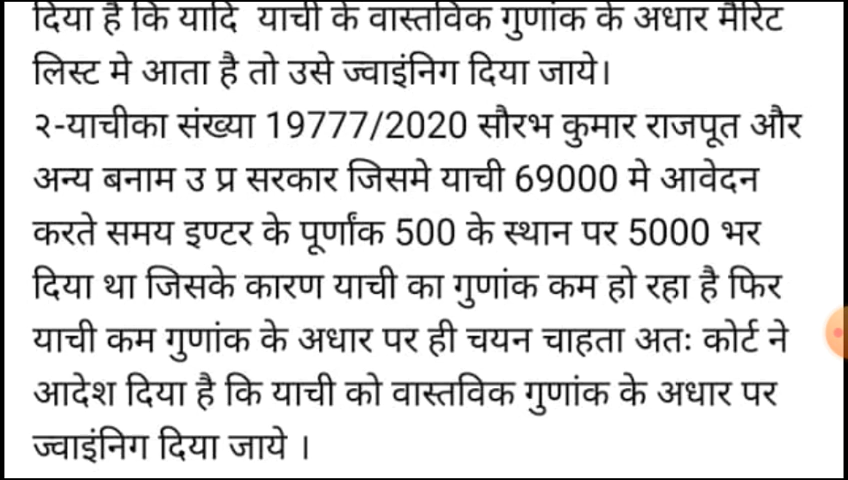 दिया है कि यादि याची के वास्तविक गुणांक के अधार मैरिट
लिस्ट मे आता है तो उसे ज्वाइंनिग दिया जाये।
२-याचीका संख्या 19777/2020 सौरभ कुमार राजपूत और
अन्य बनाम उ प्र सरकार जिसमे याची 69000 मे आवेदन
करते समय इण्टर के पूर्णांक 500 के स्थान पर 5000 भर
दिया था जिसके कारण याची का गुणांक कम हो रहा है फिर
याची कम गुणांक के अधार पर ही चयन चाहता अतः कोर्ट ने
आदेश दिया है कि याची को वास्तविक गुणांक के अधार पर
ज्वाइंनिग दिया जाये ।